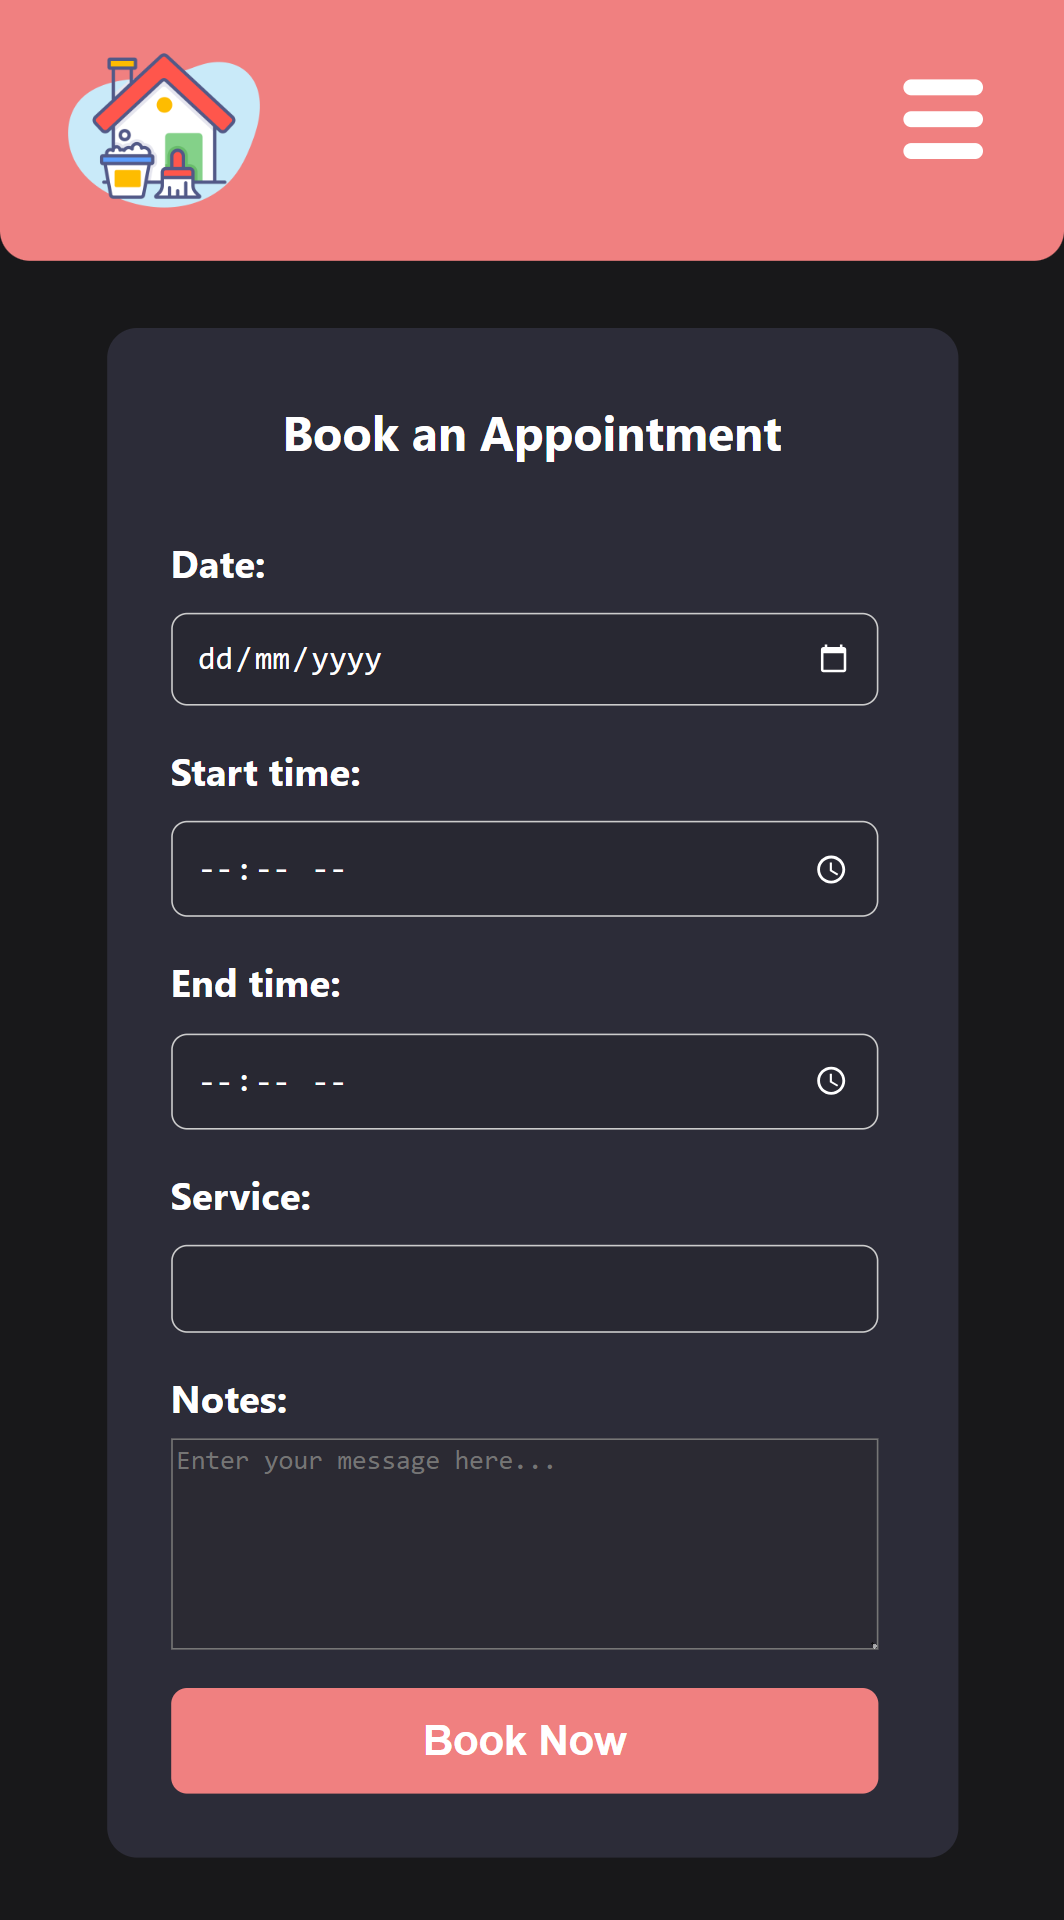 Book an Appointment
Date:
dd/mm/yyyy
Start time:
--:-- --
End time:
--:-- --
Service:
Notes:
Enter your message here...
Book Now